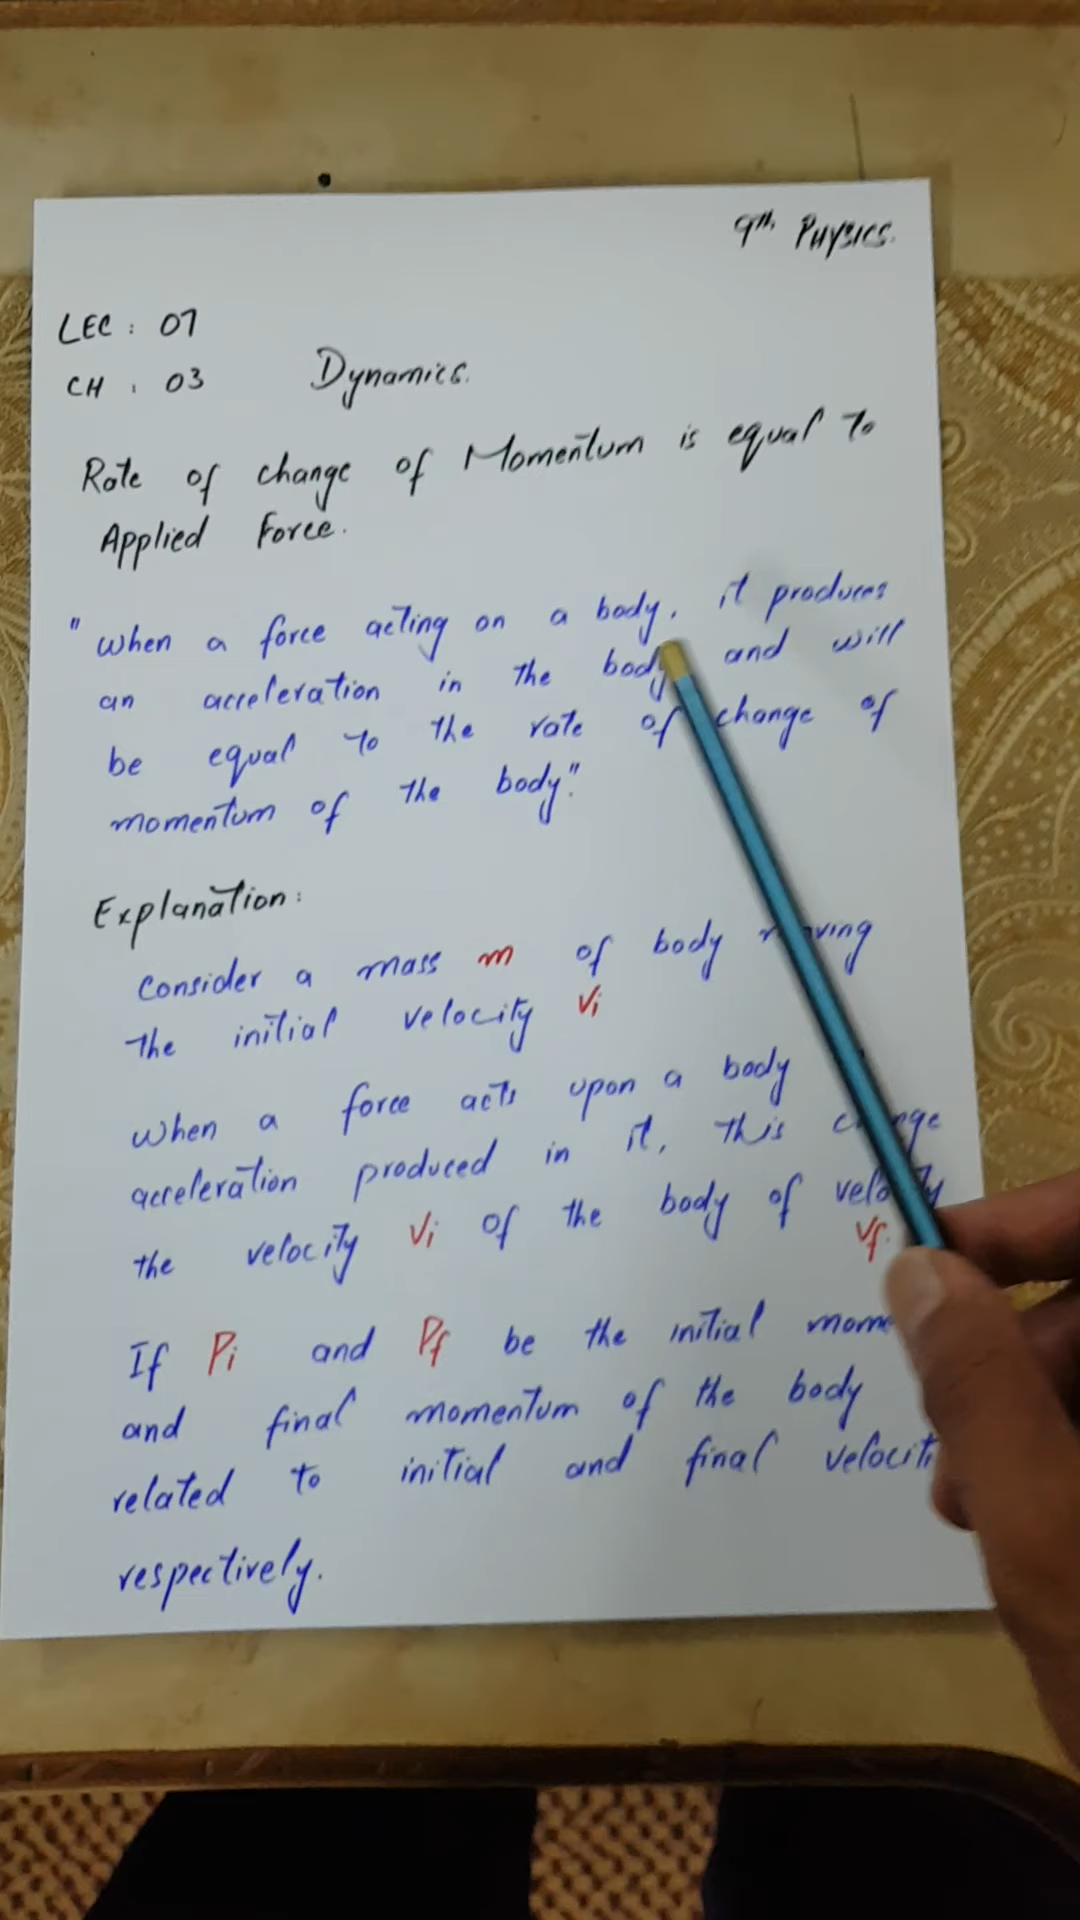 9th Physics.
LEC: 07
CH: 03 Dynamics.
Rate of change of Momentum is equal To
Applied Force.
"When a force acting on a body, it produces
an acceleration in the body and will
be equal to the rate of change of
momentum of the body."
Explanation:
Consider a mass m of body
The initial velocity Vi
When a force acts upon a body
acceleration produced in it, This
the velocity Vi of the body of
Vf.
If Pi and Pf be the initial
and final momentum of the body
related to initial and final
respectively.